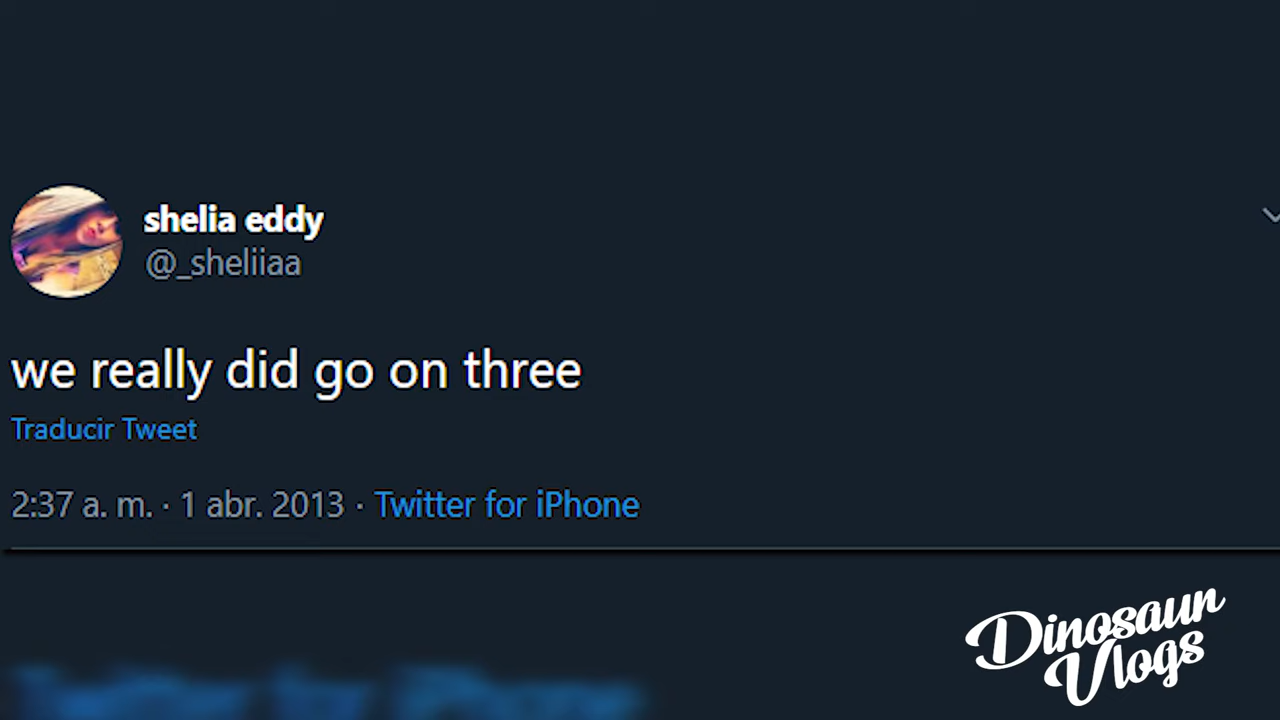 shelia eddy
@_sheliiaa
we really did go on three
Traducir Tweet
2:37 a. m. · 1 abr. 2013 · Twitter for iPhone
Dinosaun
Vlogs